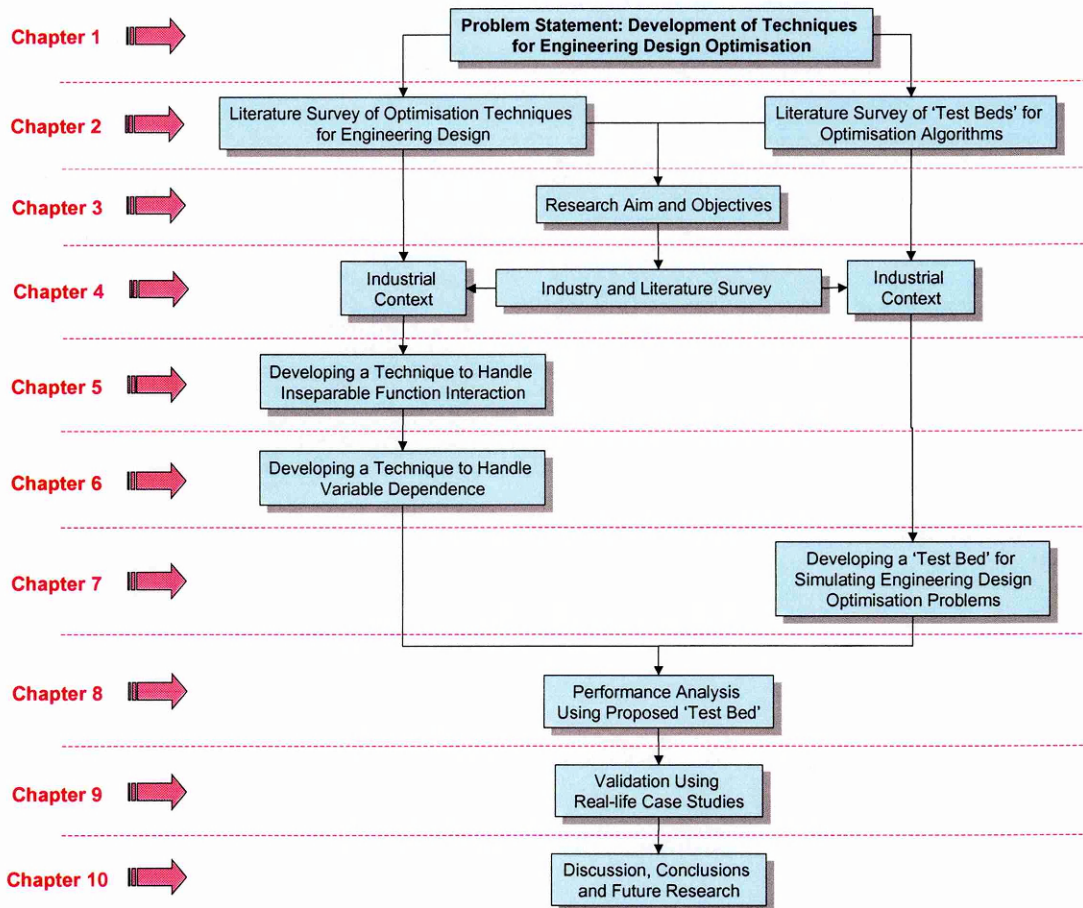 Chapter 1
Problem Statement: Development of Techniques
for Engineering Design Optimisation
Chapter 2
Literature Survey of Optimisation Techniques
for Engineering Design
Literature Survey of ‘Test Beds’ for
Optimisation Algorithms
Chapter 3
Research Aim and Objectives
Chapter 4
Industrial
Context
Industry and Literature Survey
Industrial
Context
Chapter 5
Developing a Technique to Handle
Inseparable Function Interaction
Chapter 6
Developing a Technique to Handle
Variable Dependence
Chapter 7
Developing a ‘Test Bed’ for
Simulating Engineering Design
Optimisation Problems
Chapter 8
Performance Analysis
Using Proposed ‘Test Bed’
Chapter 9
Validation Using
Real-life Case Studies
Chapter 10
Discussion, Conclusions
and Future Research